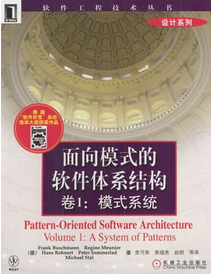 软件工程技术丛书
设计系列
美国
“软件开发”杂志
面向模式的
软件体系结构
卷1：模式系统
Pattern-Oriented Software Architecture
Volume 1: A System of Patterns
Frank Buschmann Regine Meunier
(德) Hans Rohnert Peter Sommerlad 著
Michael Stal
贲可荣 郭福亮 赵皑 等译
WILEY
机械工业出版社
China Machine Press